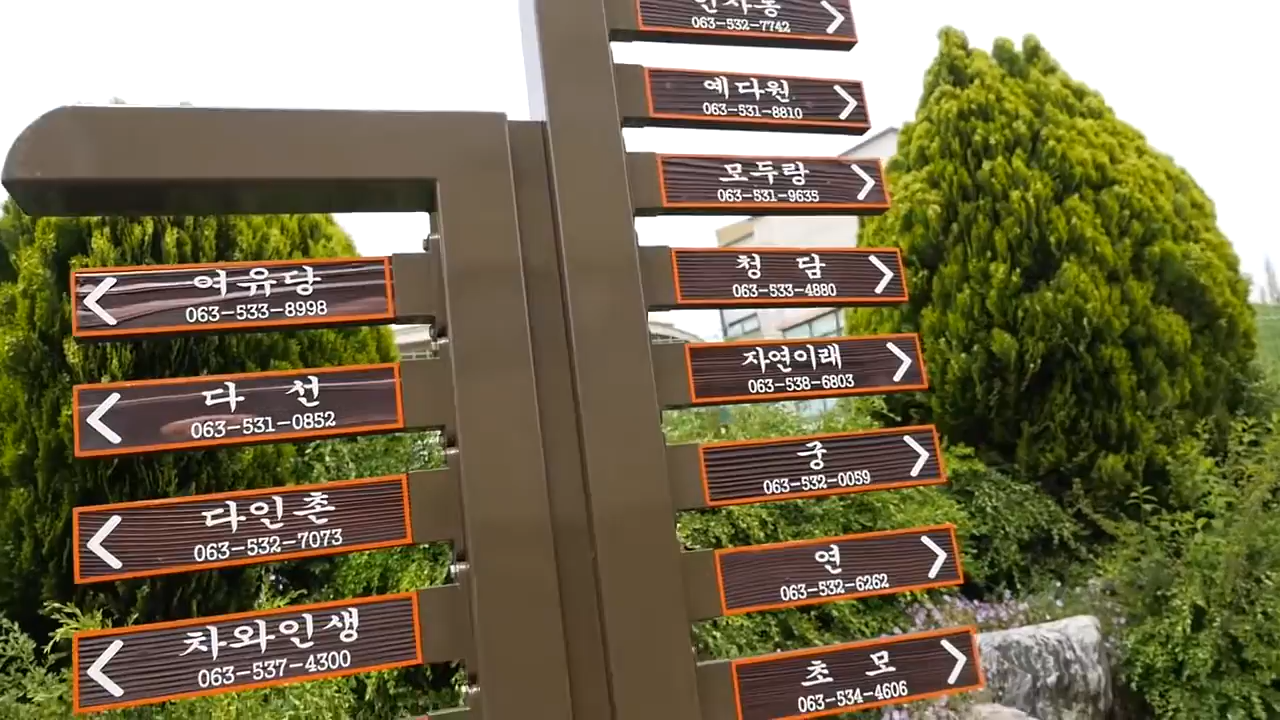 여유당
063-533-8998
다 선
063-531-0852
다인촌
063-532-7073
차와인생
063-537-4300
063-532-7742
예다원
063-531-8810
모두랑
063-531-9635
청 담
063-533-4880
자연이래
063-538-6803
궁
063-532-0059
연
063-532-6262
초 모
063-534-4606